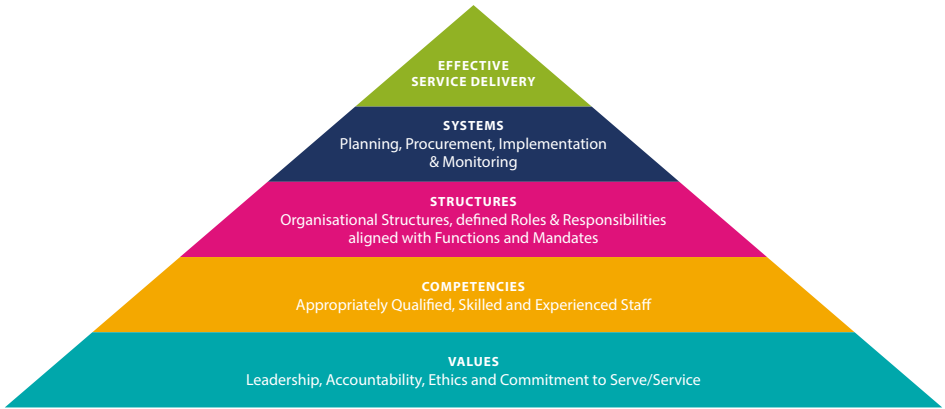 EFFECTIVE
SERVICE DELIVERY
SYSTEMS
Planning, Procurement, Implementation
& Monitoring
STRUCTURES
Organisational Structures, defined Roles & Responsibilities
aligned with Functions and Mandates
COMPETENCIES
Appropriately Qualified, Skilled and Experienced Staff
VALUES
Leadership, Accountability, Ethics and Commitment to Serve/Service